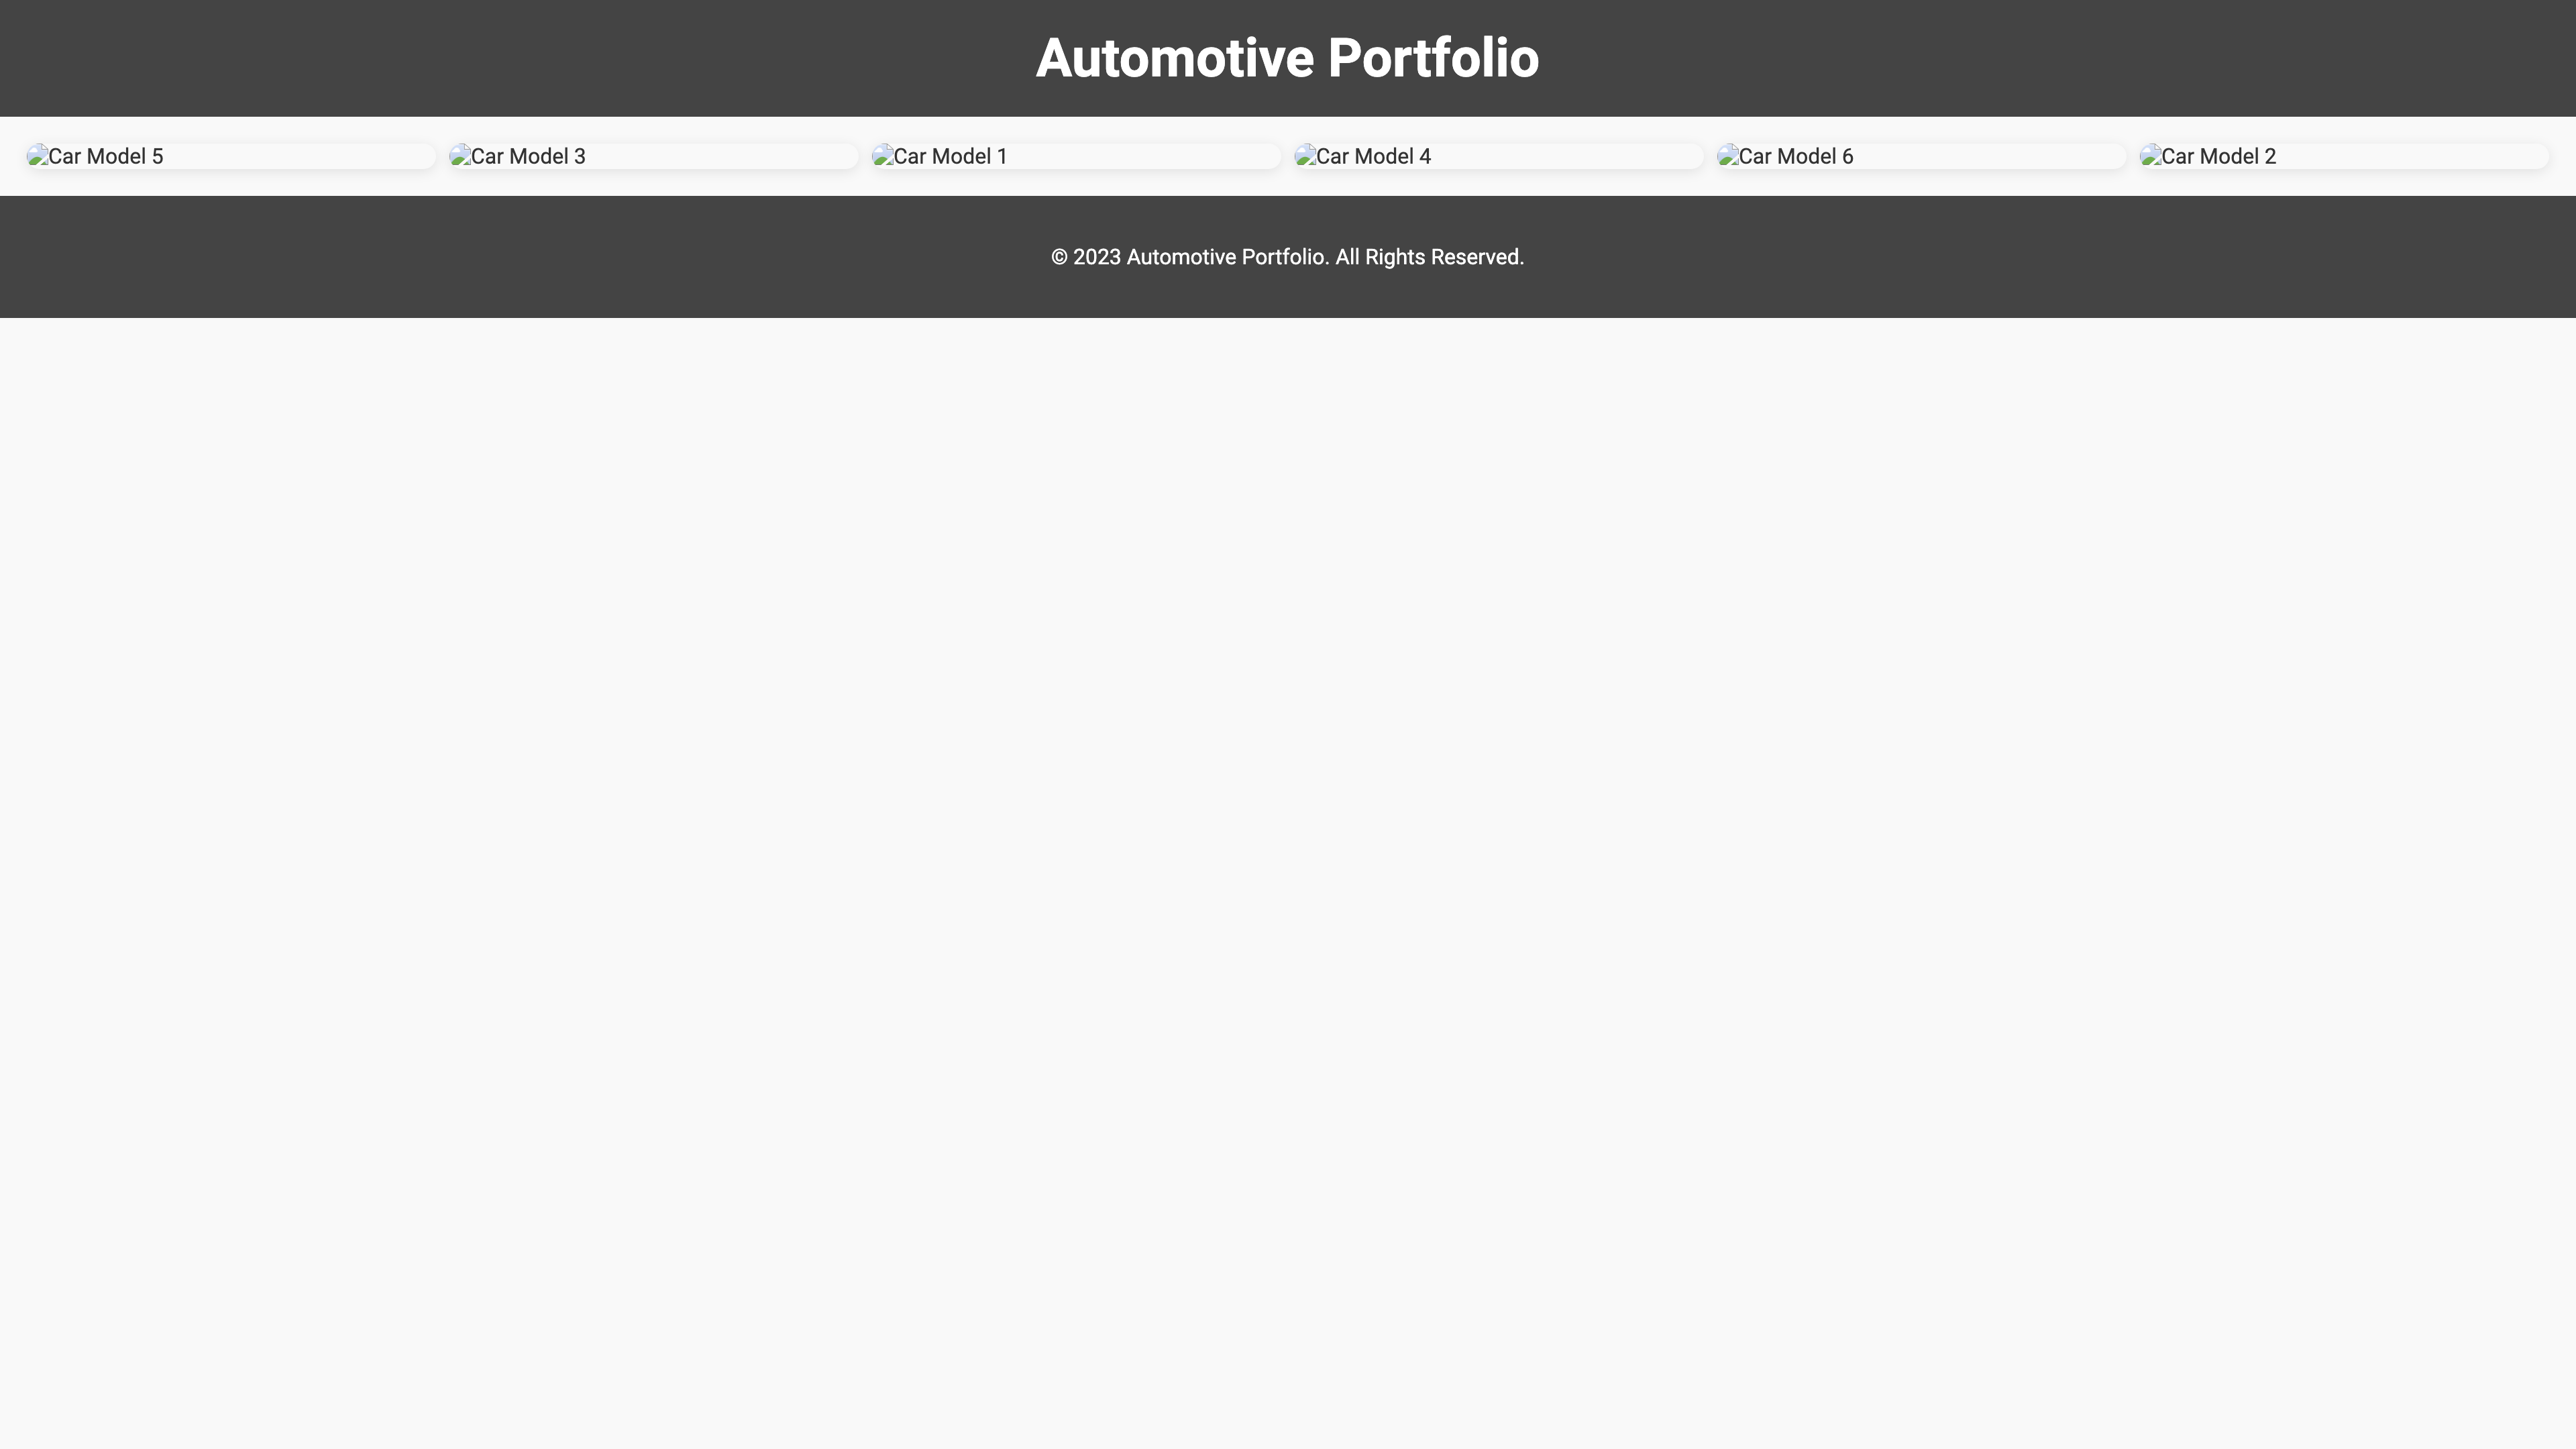 Automotive Portfolio
Car Model 5
Car Model 3
Car Model 1
Car Model 4
Car Model 6
Car Model 2
© 2023 Automotive Portfolio. All Rights Reserved.